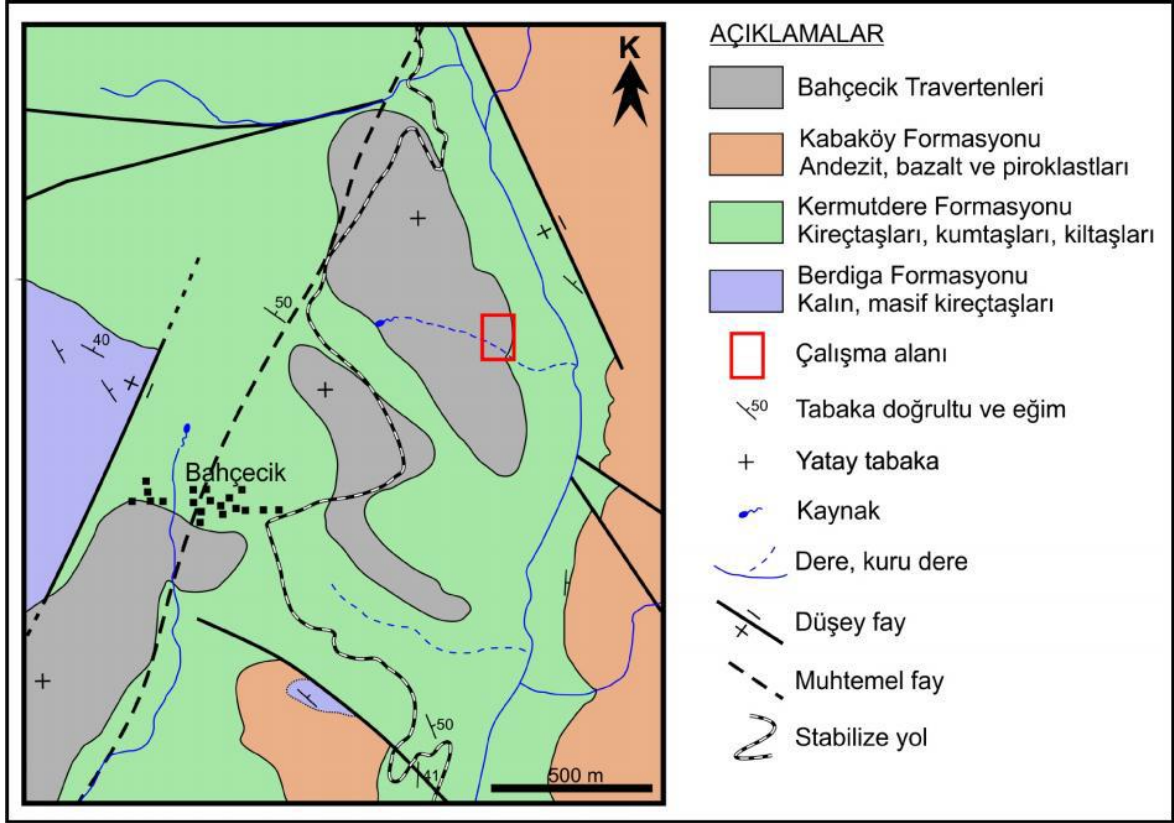 K
50
40
Bahçecik
50
41
500 m
AÇIKLAMALAR
Bahçecik Travertenleri
Kabaköy Formasyonu
Andezit, bazalt ve piroklastları
Kermutdere Formasyonu
Kireçtaşları, kumtaşları, kiltaşları
Berdiga Formasyonu
Kalın, masif kireçtaşları
Çalışma alanı
50
Tabaka doğrultu ve eğim
Yatay tabaka
Kaynak
Dere, kuru dere
Düşey fay
Muhtemel fay
Stabilize yol